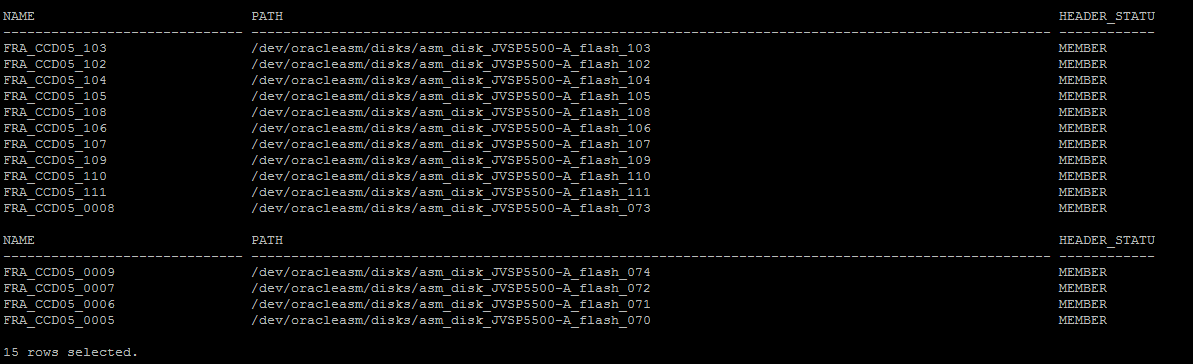 NAME                           PATH                                                                                                 HEADER_STATU
------------------------------ ---------------------------------------------------------------------------------------------------- ------------
FRA_CCD05_103                  /dev/oracleasm/disks/asm_disk_JVSP5500-A_flash_103                                                   MEMBER
FRA_CCD05_102                  /dev/oracleasm/disks/asm_disk_JVSP5500-A_flash_102                                                   MEMBER
FRA_CCD05_104                  /dev/oracleasm/disks/asm_disk_JVSP5500-A_flash_104                                                   MEMBER
FRA_CCD05_105                  /dev/oracleasm/disks/asm_disk_JVSP5500-A_flash_105                                                   MEMBER
FRA_CCD05_108                  /dev/oracleasm/disks/asm_disk_JVSP5500-A_flash_108                                                   MEMBER
FRA_CCD05_106                  /dev/oracleasm/disks/asm_disk_JVSP5500-A_flash_106                                                   MEMBER
FRA_CCD05_107                  /dev/oracleasm/disks/asm_disk_JVSP5500-A_flash_107                                                   MEMBER
FRA_CCD05_109                  /dev/oracleasm/disks/asm_disk_JVSP5500-A_flash_109                                                   MEMBER
FRA_CCD05_110                  /dev/oracleasm/disks/asm_disk_JVSP5500-A_flash_110                                                   MEMBER
FRA_CCD05_111                  /dev/oracleasm/disks/asm_disk_JVSP5500-A_flash_111                                                   MEMBER
FRA_CCD05_0008                 /dev/oracleasm/disks/asm_disk_JVSP5500-A_flash_073                                                   MEMBER

NAME                           PATH                                                                                                 HEADER_STATU
------------------------------ ---------------------------------------------------------------------------------------------------- ------------
FRA_CCD05_0009                 /dev/oracleasm/disks/asm_disk_JVSP5500-A_flash_074                                                   MEMBER
FRA_CCD05_0007                 /dev/oracleasm/disks/asm_disk_JVSP5500-A_flash_072                                                   MEMBER
FRA_CCD05_0006                 /dev/oracleasm/disks/asm_disk_JVSP5500-A_flash_071                                                   MEMBER
FRA_CCD05_0005                 /dev/oracleasm/disks/asm_disk_JVSP5500-A_flash_070                                                   MEMBER

15 rows selected.